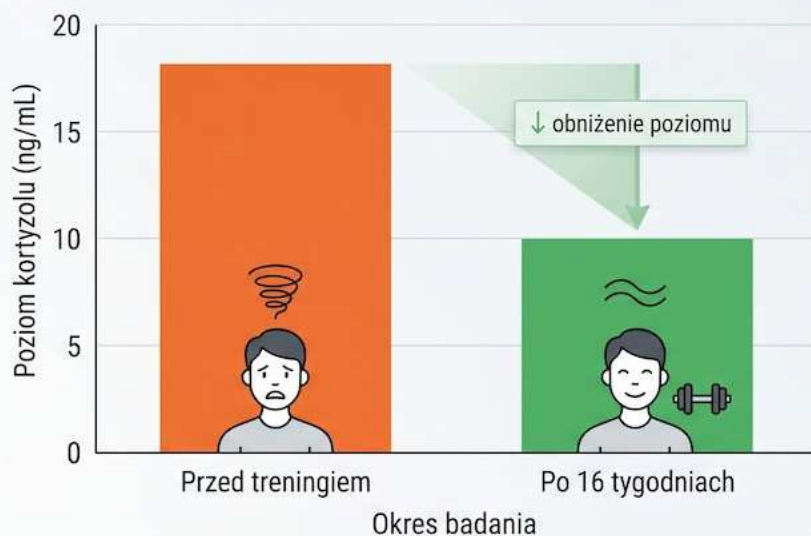 20
Poziom kortyzolu (ng/mL)
15
↓ obniżenie poziomu
10
5
0
Przed treningiem
Po 16 tygodniach
Okres badania